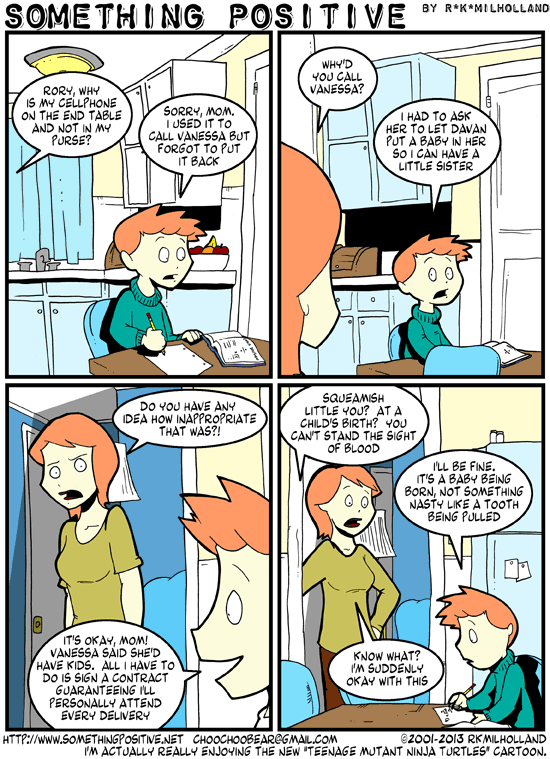 SOMETHING POSITIVE
BY R*K*MILHOLLAND
RORY, WHY
IS MY CELLPHONE
ON THE END TABLE
AND NOT IN MY
PURSE?
SORRY, MOM.
I USED IT TO
CALL VANESSA BUT
FORGOT TO PUT
IT BACK
WHY'D
YOU CALL
VANESSA?
I HAD TO ASK
HER TO LET DAVAN
PUT A BABY IN HER
SO I CAN HAVE A
LITTLE SISTER
DO YOU HAVE ANY
IDEA HOW INAPPROPRIATE
THAT WAS?!
IT'S OKAY, MOM!
VANESSA SAID SHE'D
HAVE KIDS. ALL I HAVE TO
DO IS SIGN A CONTRACT
GUARANTEEING I'LL
PERSONALLY ATTEND
EVERY DELIVERY
SQUEAMISH
LITTLE YOU? AT A
CHILD'S BIRTH? YOU
CAN'T STAND THE SIGHT
OF BLOOD
I'LL BE FINE.
IT'S A BABY BEING
BORN, NOT SOMETHING
NASTY LIKE A TOOTH
BEING PULLED
KNOW WHAT?
I'M SUDDENLY
OKAY WITH THIS
HTTP://WWW.SOMETHINGPOSITIVE.NET CHOOCHOOBEAR@GMAIL.COM ©2001-2013 RKMILHOLLAND
I'M ACTUALLY REALLY ENJOYING THE NEW "TEENAGE MUTANT NINJA TURTLES" CARTOON.